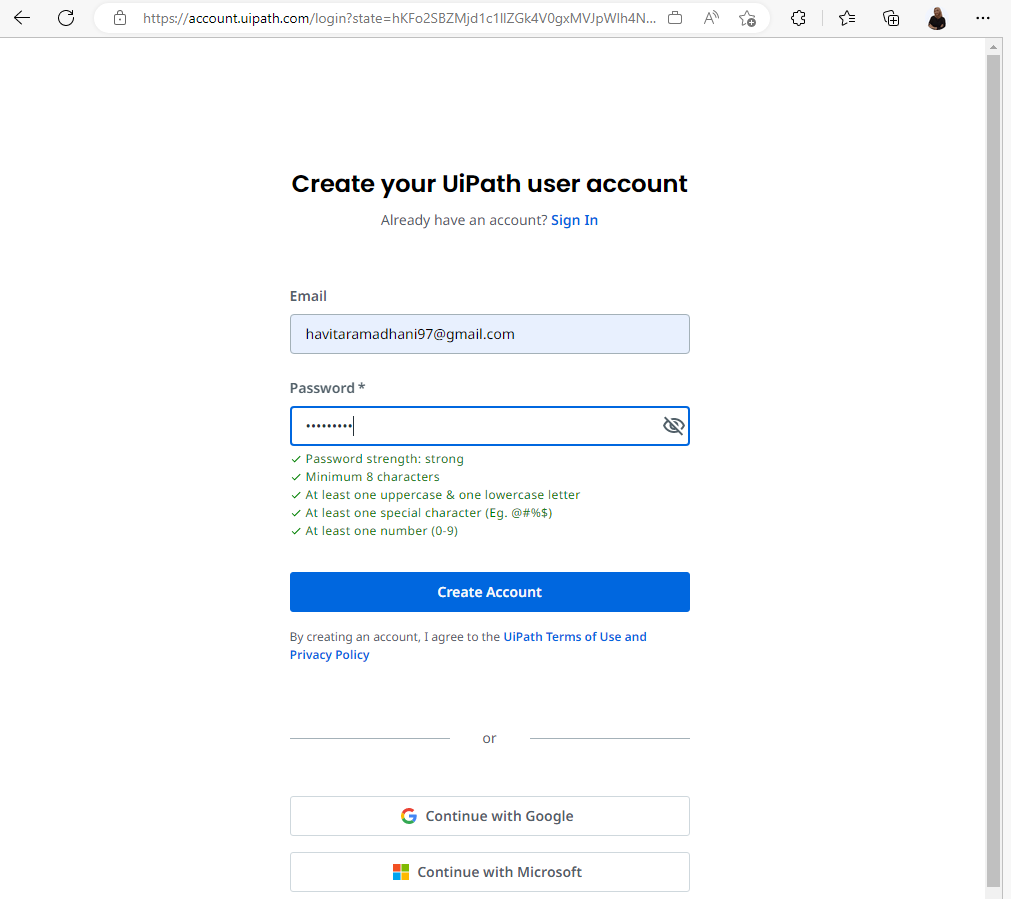 https://account.uipath.com/login?state=hKFo2SBZMjd1c1llZGk4V0gxMVJpWlh4N...
Create your UiPath user account
Already have an account? Sign In
Email
havitaramadhani97@gmail.com
Password *
•••••••••
Password strength: strong
Minimum 8 characters
At least one uppercase & one lowercase letter
At least one special character (Eg. @#%$)
At least one number (0-9)
Create Account
By creating an account, I agree to the UiPath Terms of Use and
Privacy Policy
or
Continue with Google
Continue with Microsoft